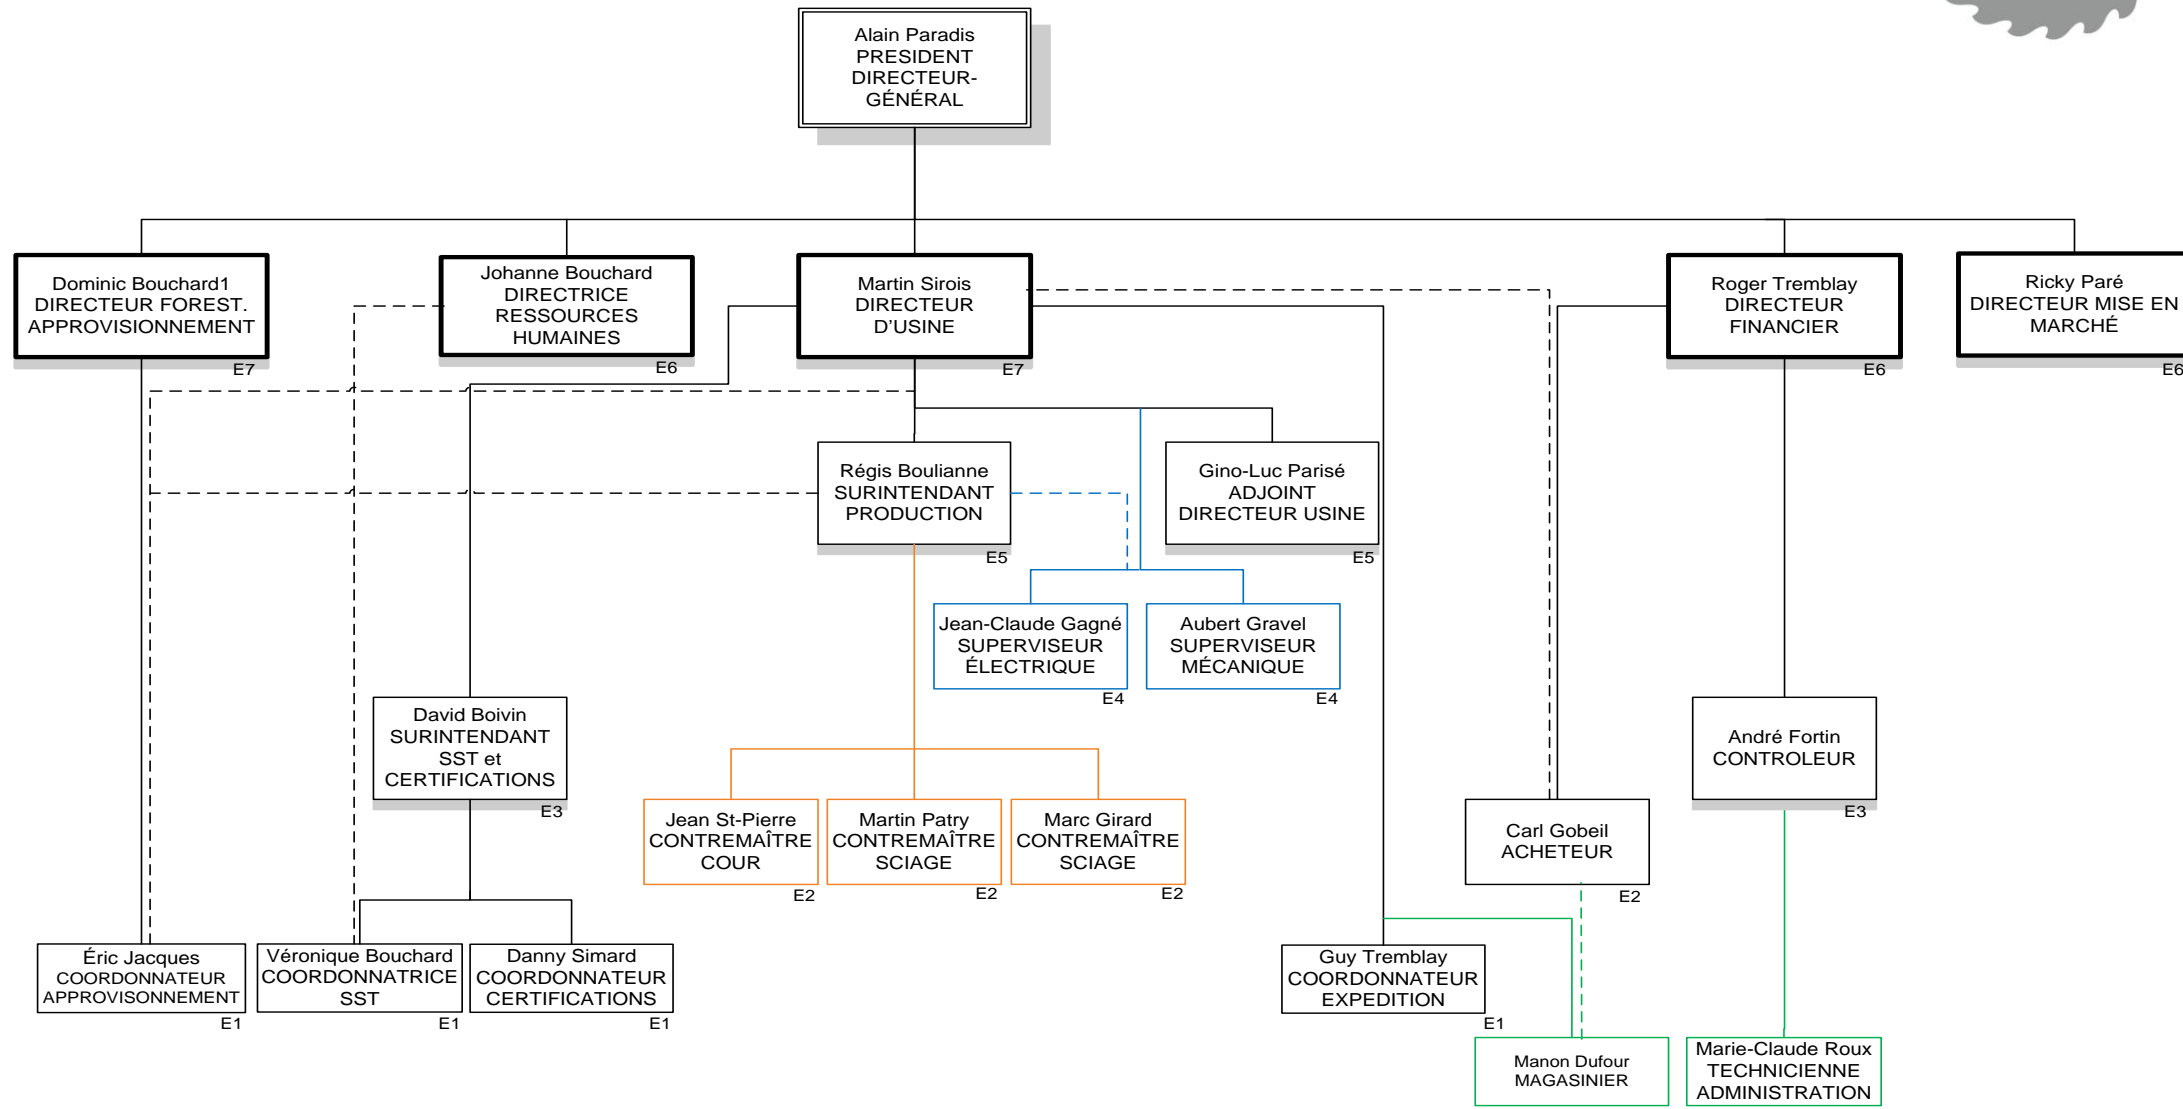 Alain Paradis
PRESIDENT
DIRECTEUR-
GÉNÉRAL
Dominic Bouchard1
DIRECTEUR FOREST.
APPROVISIONNEMENT
E7
Johanne Bouchard
DIRECTRICE
RESSOURCES
HUMAINES
E6
Martin Sirois
DIRECTEUR
D'USINE
E7
Roger Tremblay
DIRECTEUR
FINANCIER
E6
Ricky Paré
DIRECTEUR MISE EN
MARCHÉ
E6
Régis Boulianne
SURINTENDANT
PRODUCTION
E5
Gino-Luc Parisé
ADJOINT
DIRECTEUR USINE
E5
Jean-Claude Gagné
SUPERVISEUR
ÉLECTRIQUE
E4
Aubert Gravel
SUPERVISEUR
MÉCANIQUE
E4
David Boivin
SURINTENDANT
SST et
CERTIFICATIONS
E3
André Fortin
CONTROLEUR
E3
Jean St-Pierre
CONTREMAÎTRE
COUR
E2
Martin Patry
CONTREMAÎTRE
SCIAGE
E2
Marc Girard
CONTREMAÎTRE
SCIAGE
E2
Carl Gobeil
ACHETEUR
E2
Éric Jacques
COORDONNATEUR
APPROVISONNEMENT
E1
Véronique Bouchard
COORDONNATRICE
SST
E1
Danny Simard
COORDONNATEUR
CERTIFICATIONS
E1
Guy Tremblay
COORDONNATEUR
EXPEDITION
E1
Manon Dufour
MAGASINIER
Marie-Claude Roux
TECHNICIENNE
ADMINISTRATION